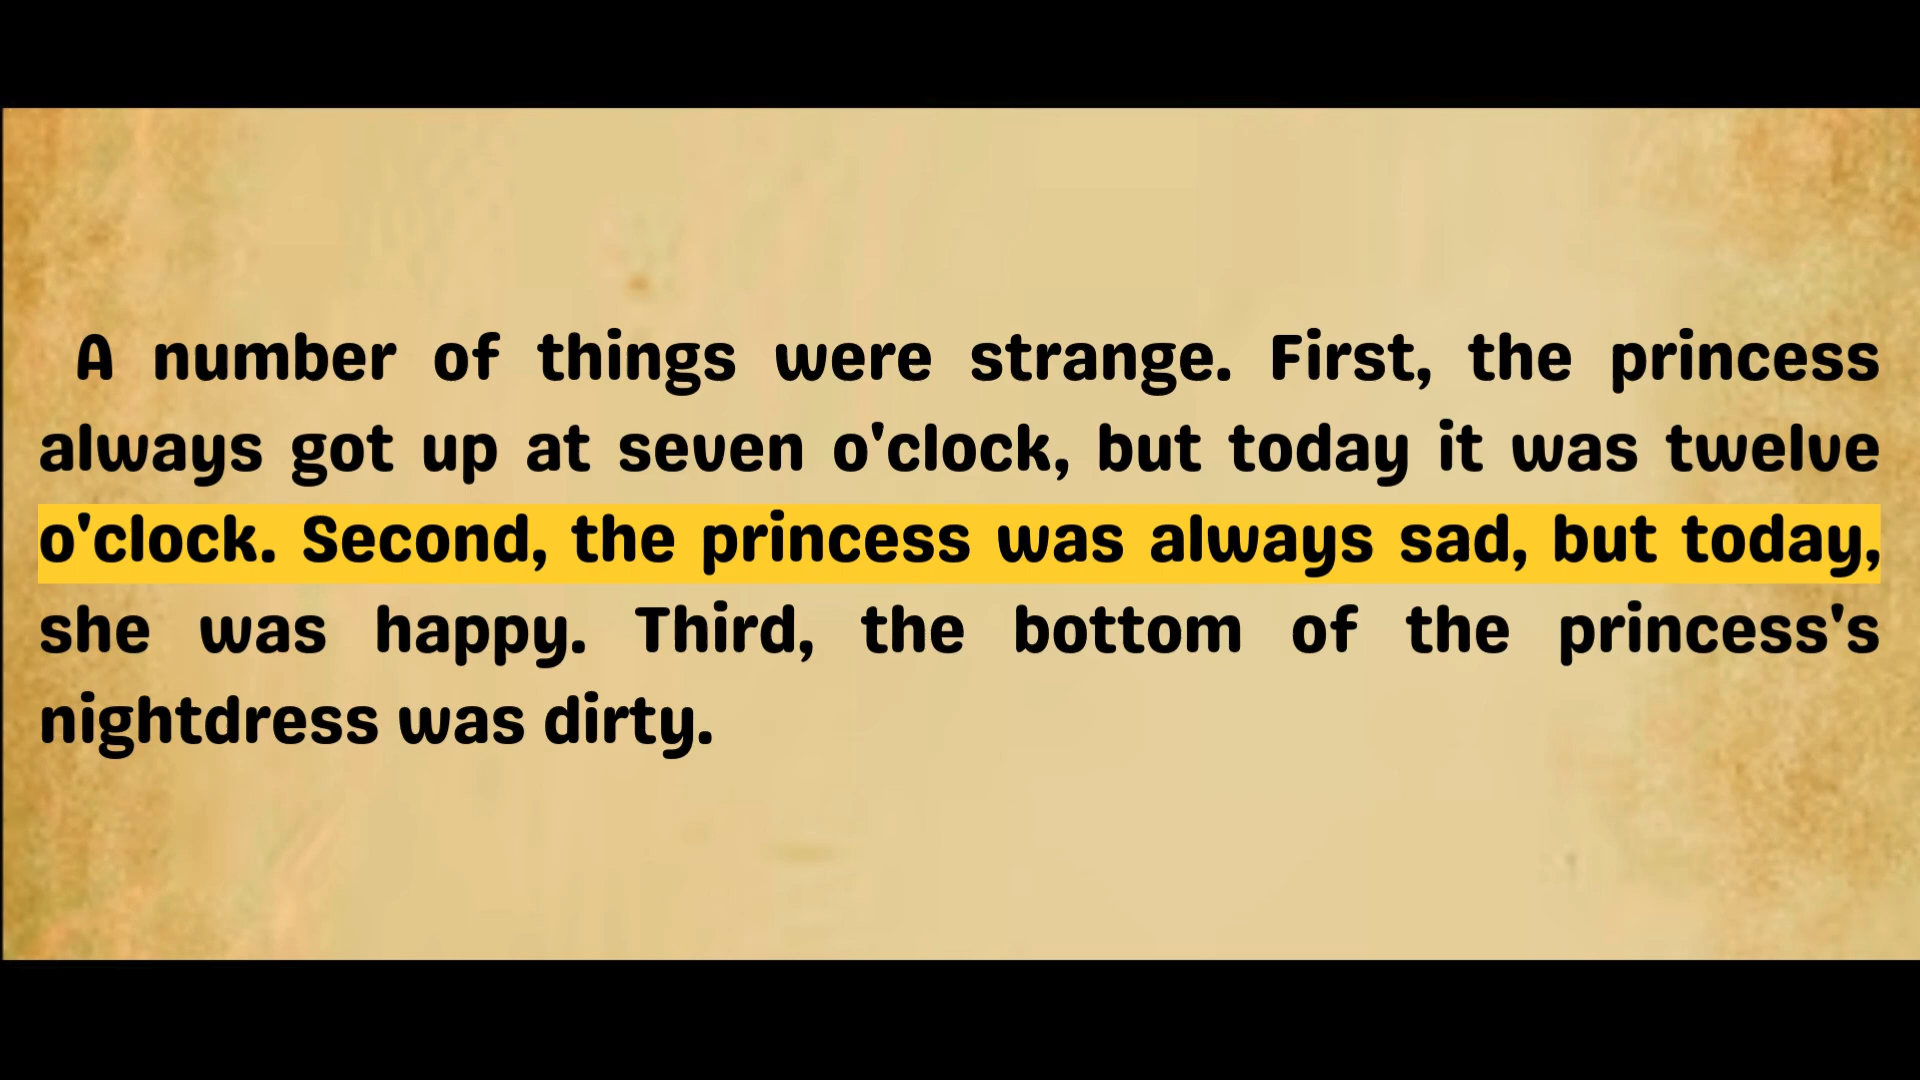 A number of things were strange. First, the princess
always got up at seven o'clock, but today it was twelve
o'clock. Second, the princess was always sad, but today,
she was happy. Third, the bottom of the princess's
nightdress was dirty.